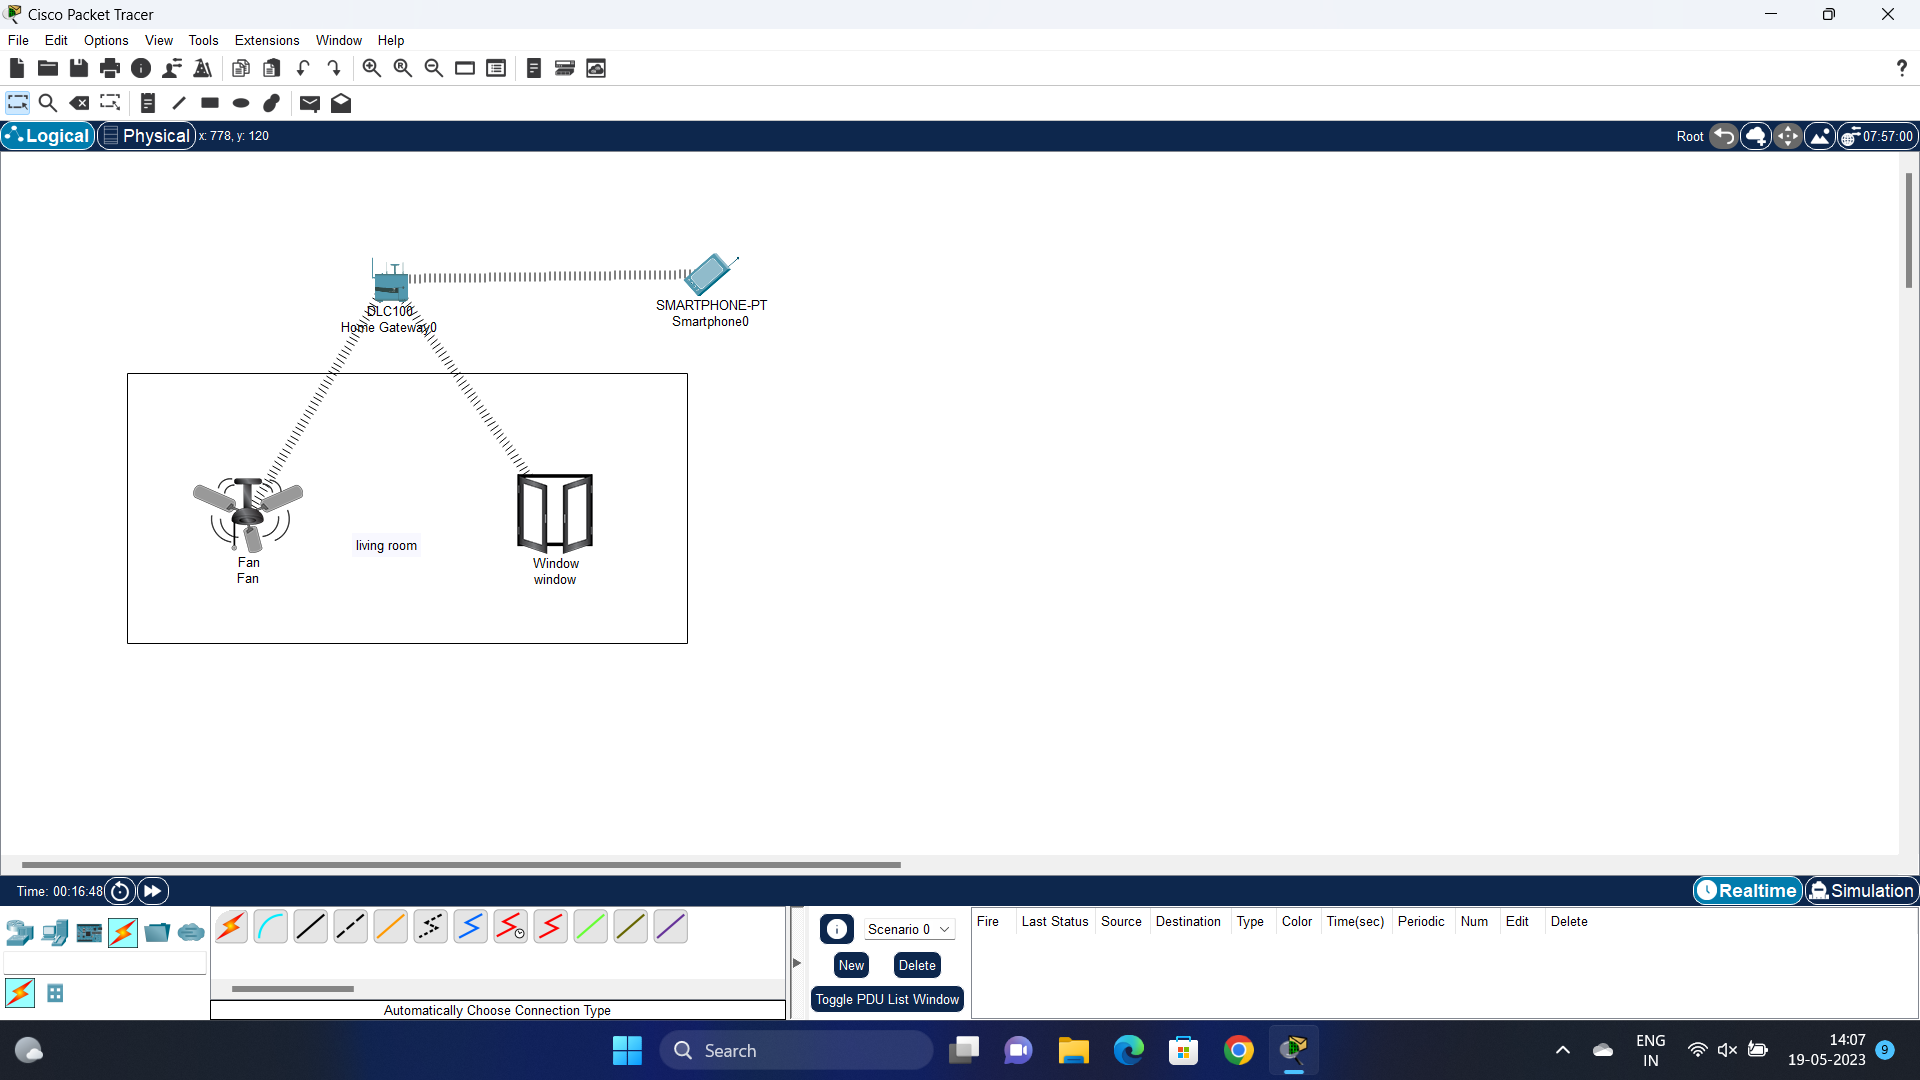 Cisco Packet Tracer
File Edit Options View Tools Extensions Window Help
?
Logical Physical x: 778, y: 120 Root 07:57:00
DLC100
Home Gateway0
SMARTPHONE-PT
Smartphone0
Fan
Fan
living room
Window
window
Time: 00:16:48 Realtime Simulation
Scenario 0
New Delete
Toggle PDU List Window
Fire Last Status Source Destination Type Color Time(sec) Periodic Num Edit Delete
Automatically Choose Connection Type
Search
ENG
IN
14:07
19-05-2023
9